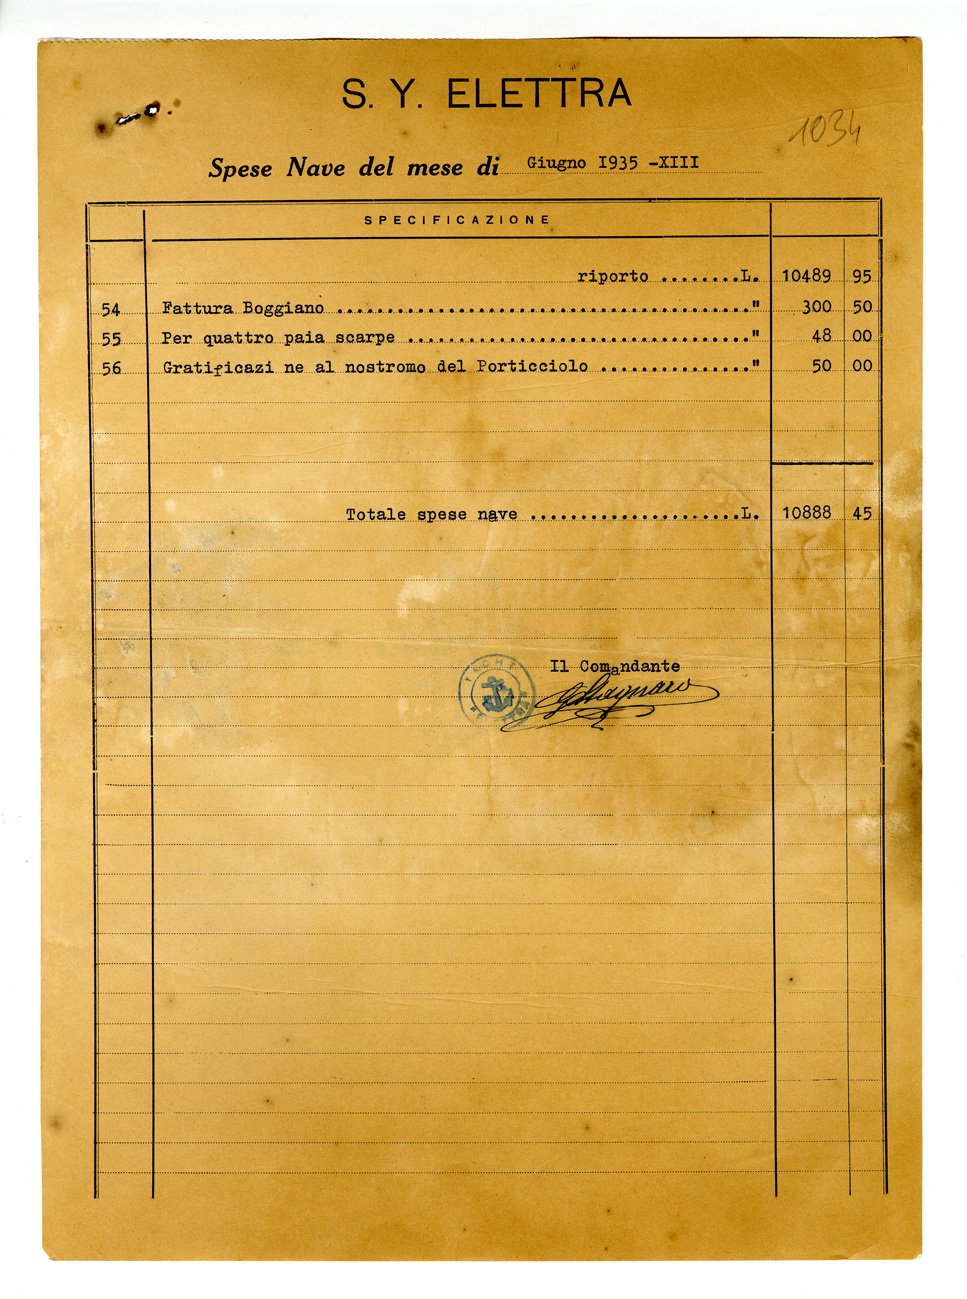 S. Y. ELETTRA
1034
Spese Nave del mese di Giugno I935 -XIII
SPECIFICAZIONE
riporto ........L. 10489 95
54 Fattura Boggiano ........................................." 300 50
55 Per quattro paia scarpe ................................." 48 00
56 Gratificazi ne al nostromo del Porticciolo ..............." 50 00
Totale spese nave .....................L. 10888 45
Il Comandante
YACHT